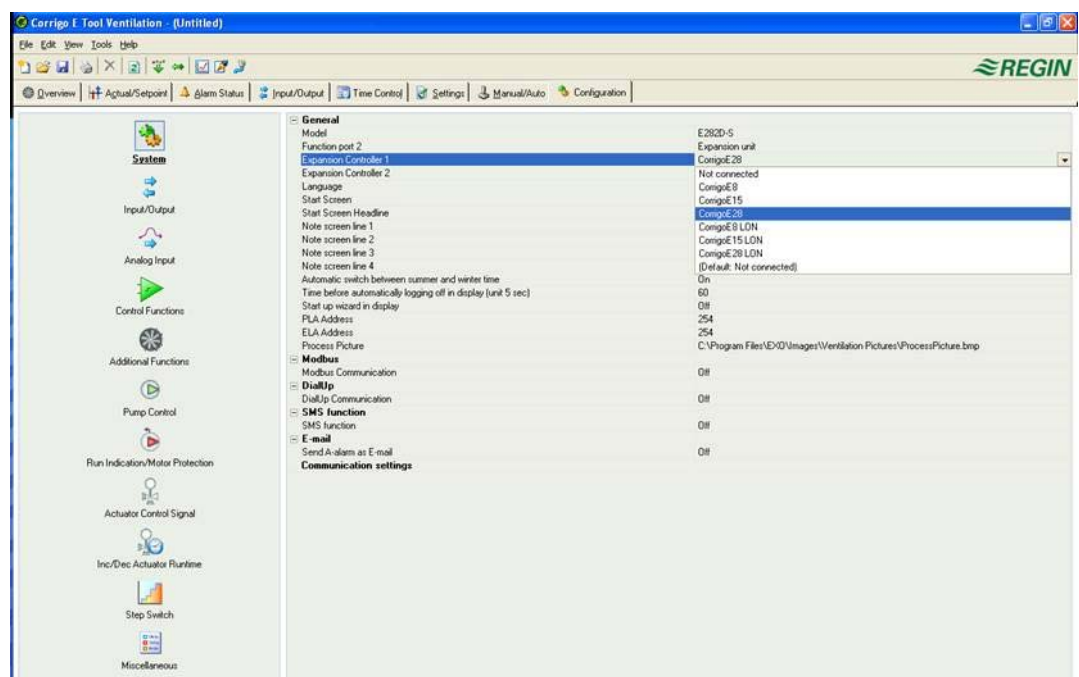 Corrigo E Tool Ventilation - (Untitled)
File Edit View Tools Help
REGIN
Overview Actual/Setpoint Alarm Status Input/Output Time Control Settings Manual/Auto Configuration
System
Input/Output
Analog Input
Control Functions
Additional Functions
Pump Control
Run Indication/Motor Protection
Actuator Control Signal
Inc/Dec Actuator Runtime
Step Switch
Miscellaneous
General
Model E282D-S
Function port 2 Expansion unit
Expansion Controller 1 CorrigoE28
Expansion Controller 2
Language
Start Screen
Start Screen Headline
Note screen line 1
Note screen line 2
Note screen line 3
Note screen line 4
Not connected
CorrigoE8
CorrigoE15
CorrigoE28
CorrigoE8 LON
CorrigoE15 LON
CorrigoE28 LON
(Default: Not connected)
Automatic switch between summer and winter time On
Time before automatically logging off in display (unit 5 sec) 60
Start up wizard in display Off
PLA Address 254
ELA Address 254
Process Picture C:\Program Files\EXO\Images\Ventilation Pictures\ProcessPicture.bmp
Modbus
Modbus Communication Off
DialUp
DialUp Communication Off
SMS function
SMS function Off
E-mail
Send A-alarm as E-mail Off
Communication settings